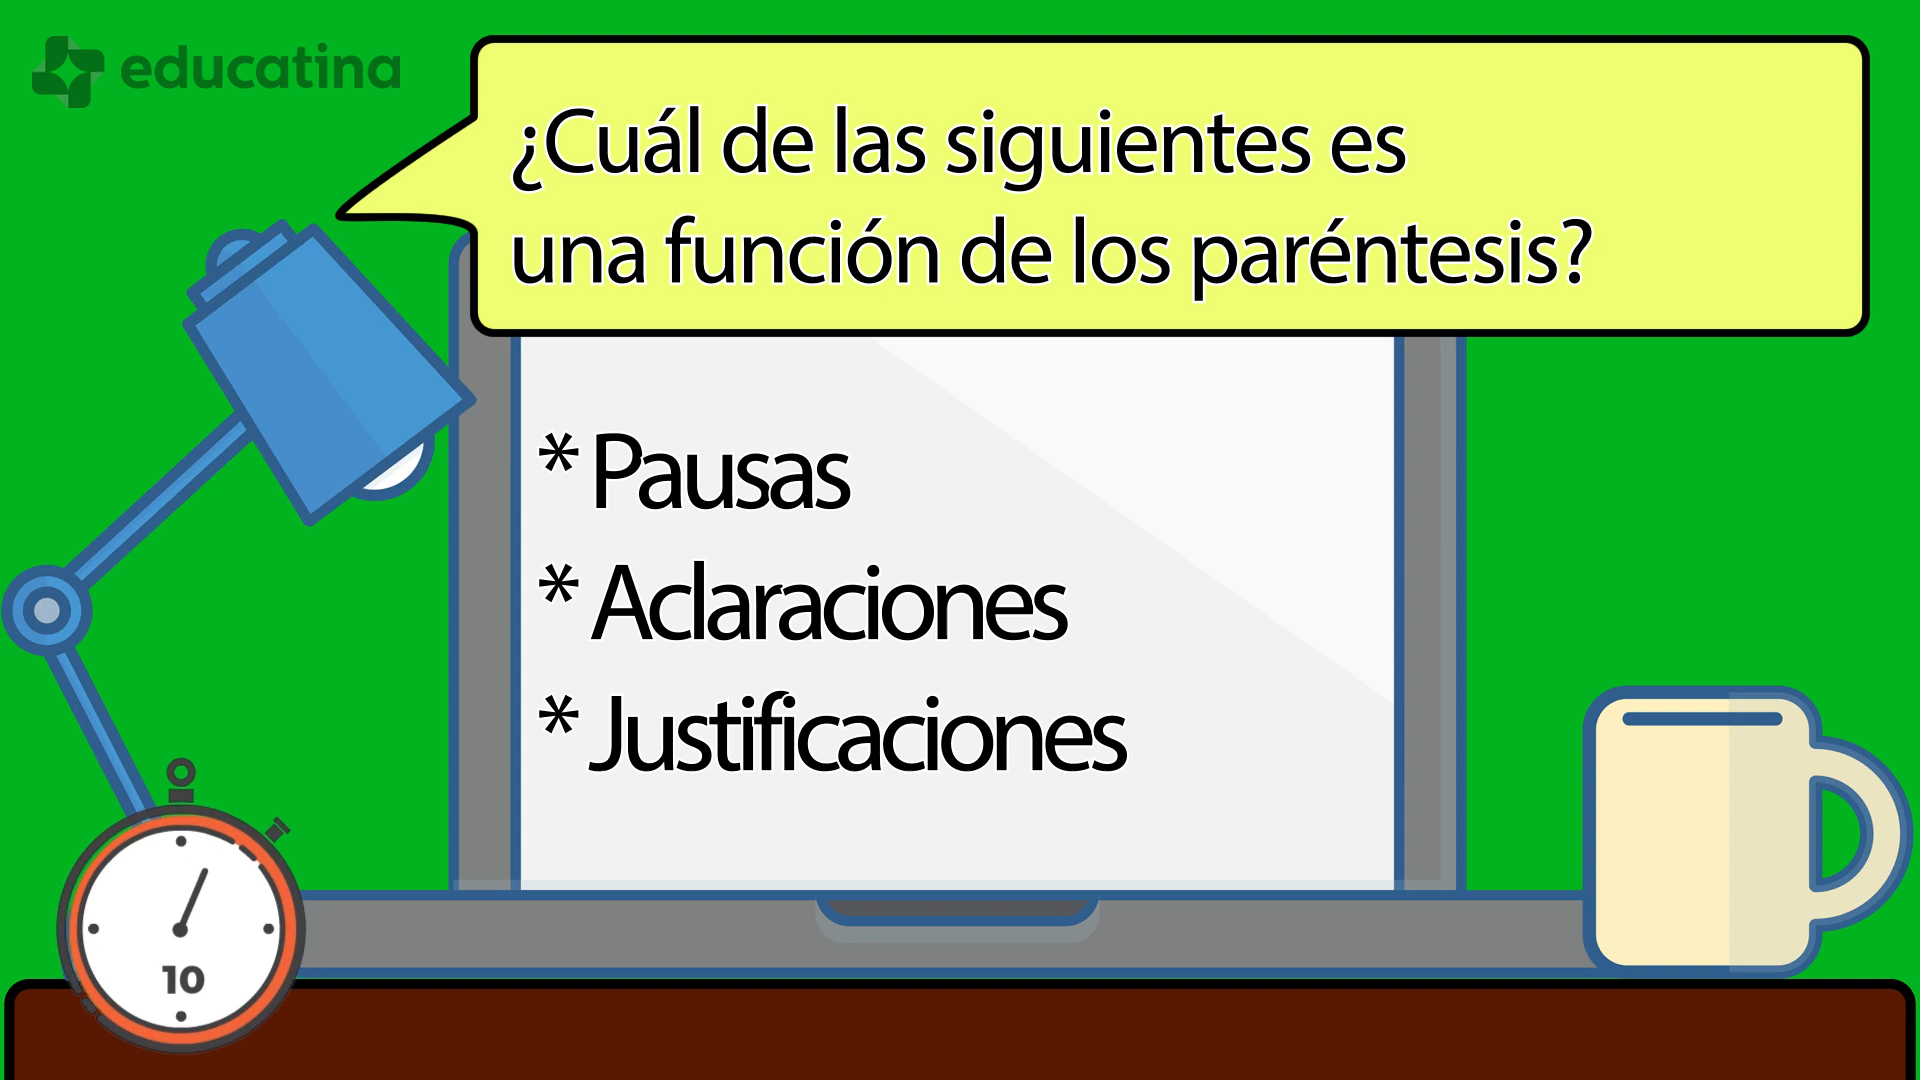 educatina
¿Cuál de las siguientes es
una función de los paréntesis?
* Pausas
* Aclaraciones
* Justificaciones
10